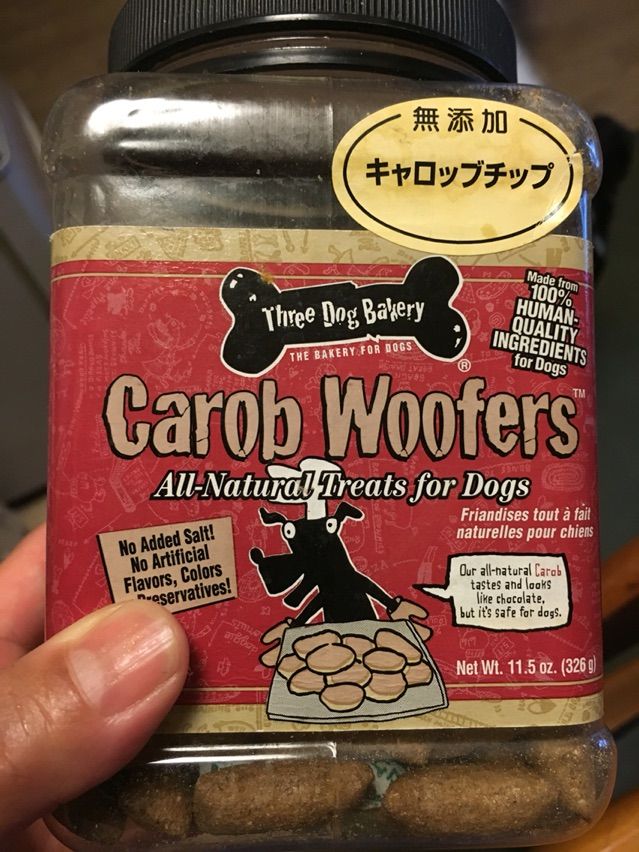 無添加
キャロッブチップ
Three Dog Bakery
THE BAKERY FOR DOGS
®
Made from
100%
HUMAN-
QUALITY
INGREDIENTS
for Dogs
Carob Woofers™
All-Natural Treats for Dogs
Friandises tout à fait
naturelles pour chiens
No Added Salt!
No Artificial
Flavors, Colors
Preservatives!
Our all-natural Carob
tastes and looks
like chocolate,
but it's safe for dogs.
Net Wt. 11.5 oz. (326 g)